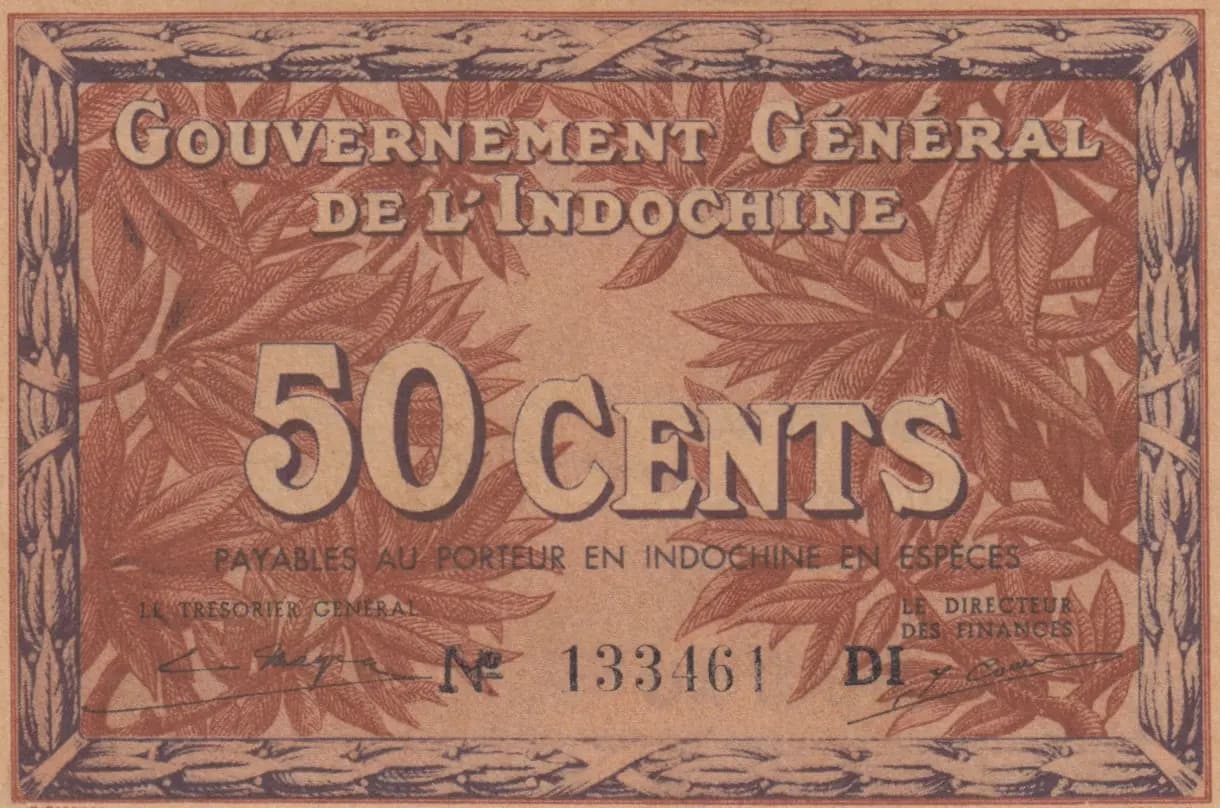 GOUVERNEMENT GÉNÉRAL
DE L'INDOCHINE
50 CENTS
PAYABLES AU PORTEUR EN INDOCHINE EN ESPÈCES
LE TRESORIER GENERAL
LE DIRECTEUR
DES FINANCES
Nº 133461 DI